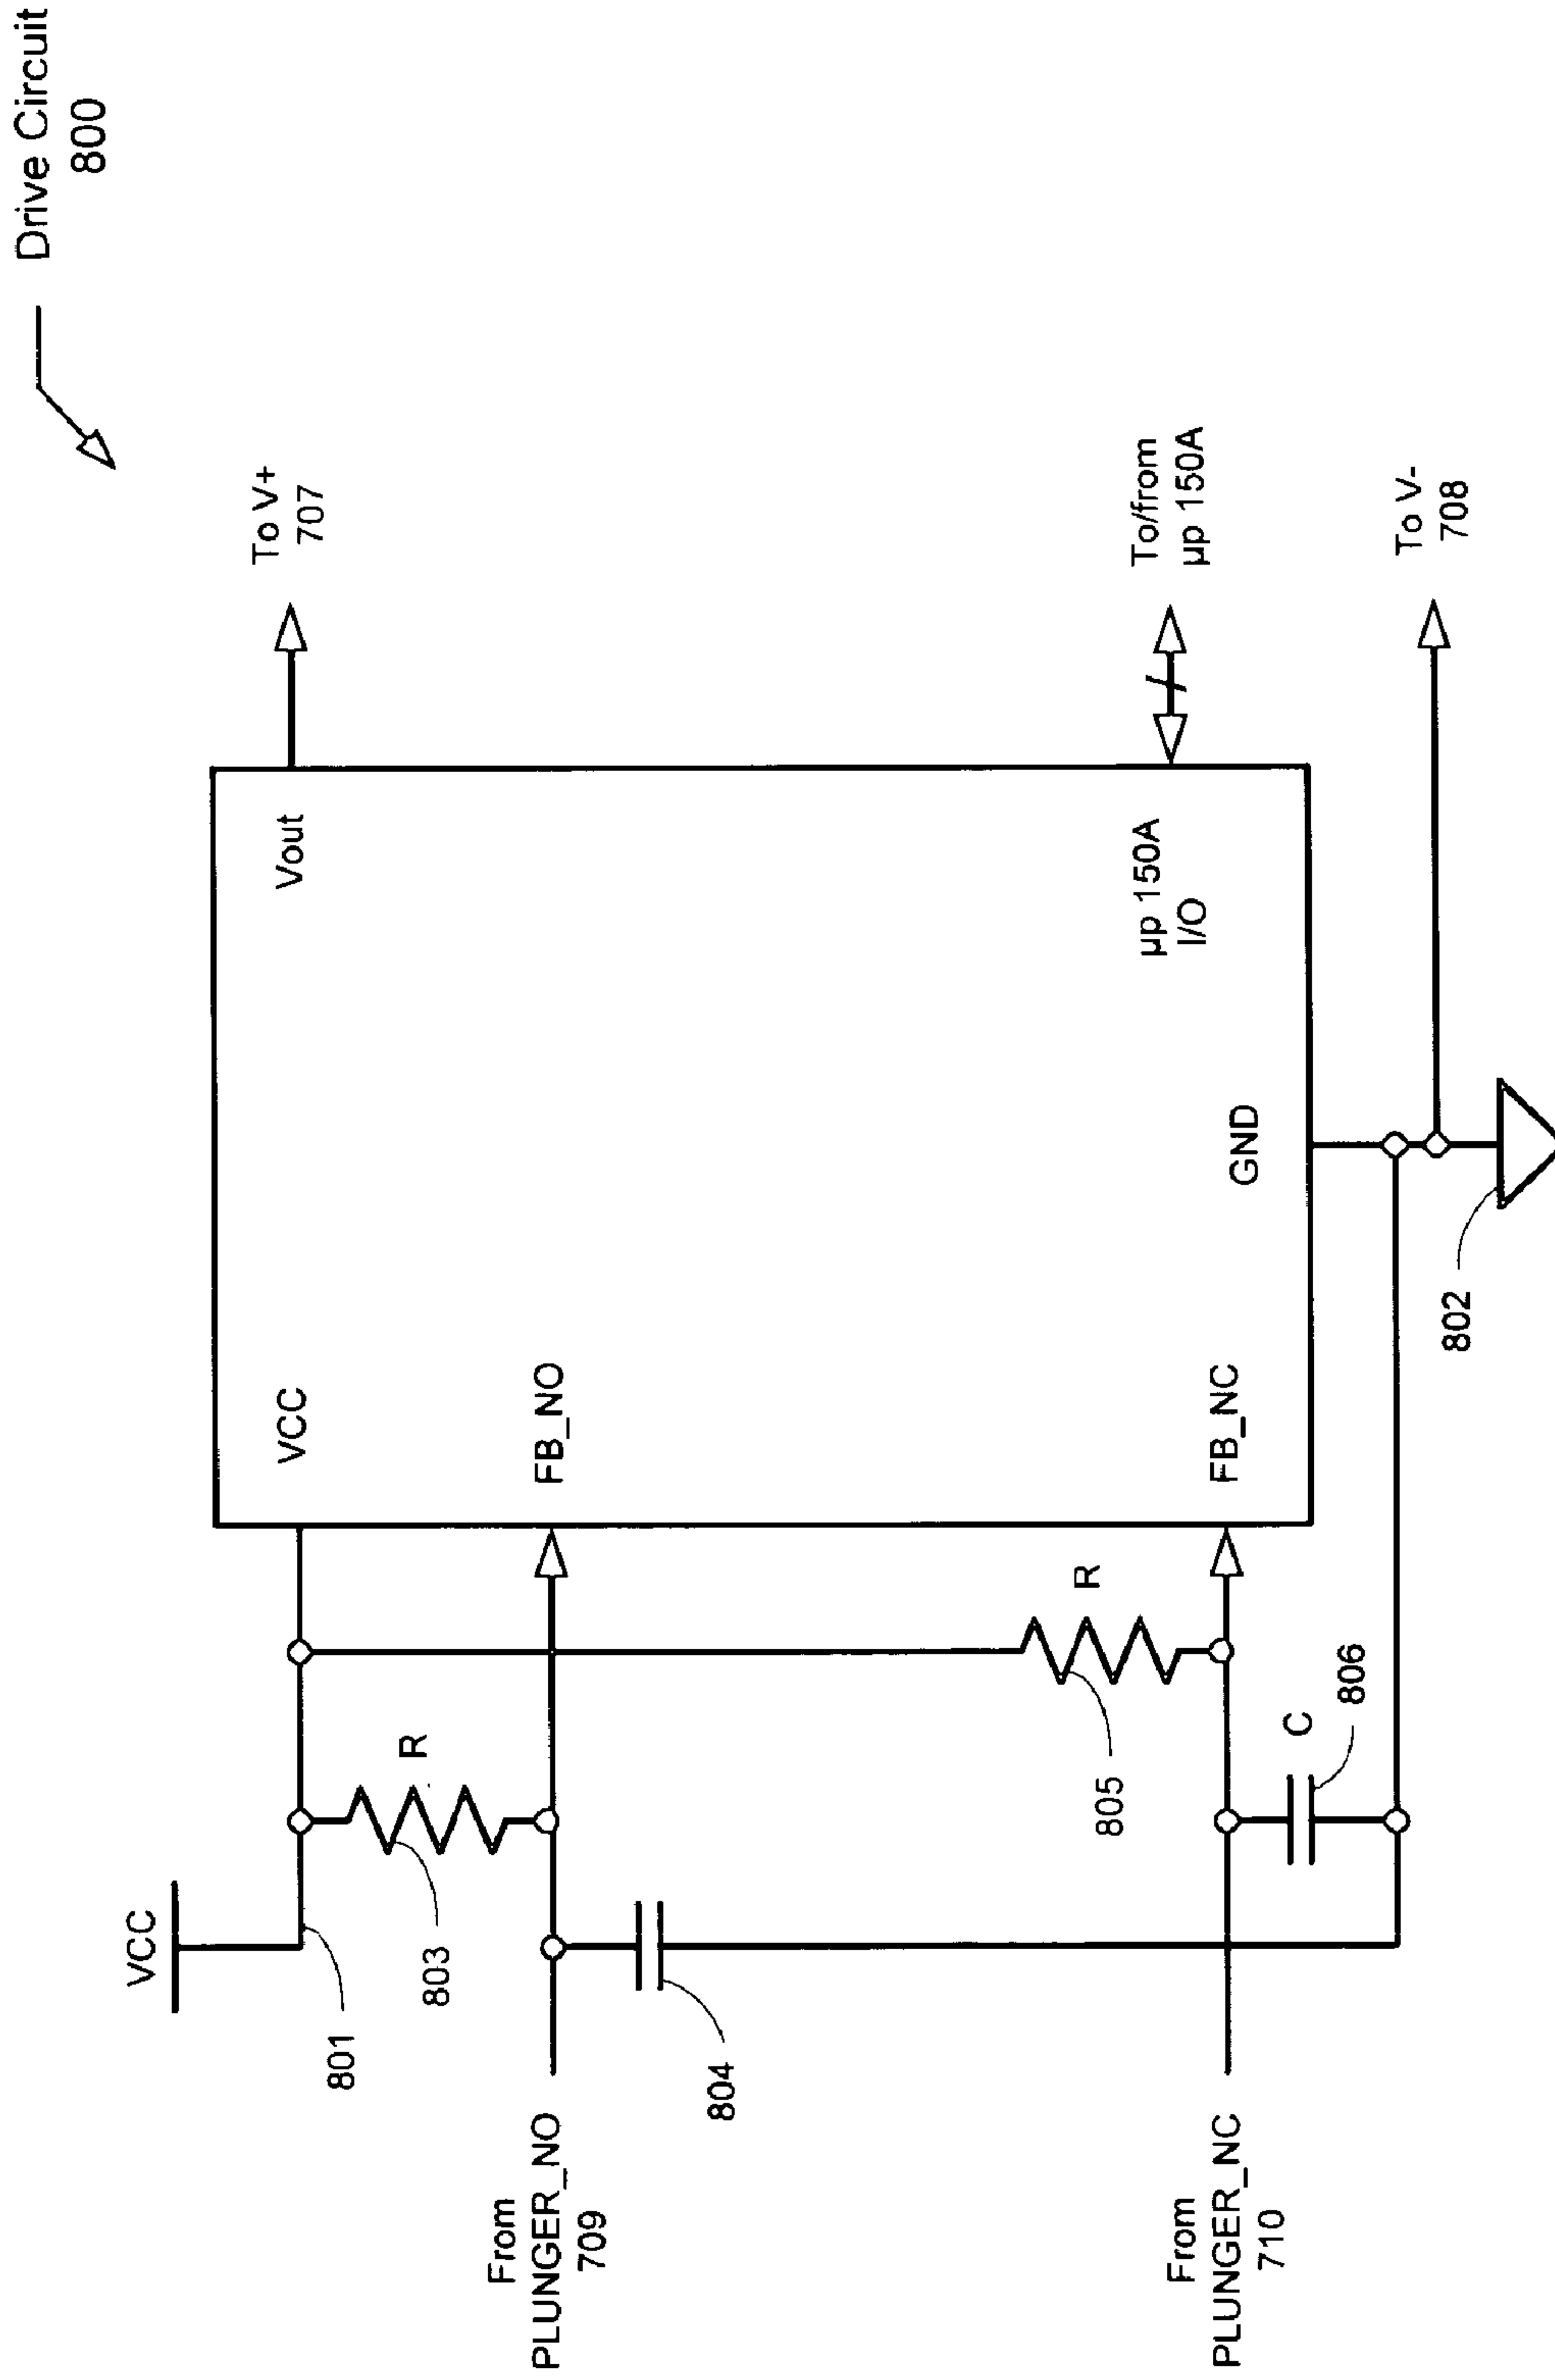 Drive Circuit
800
VCC
801
R
803
804
From
PLUNGER_NO
709
From
PLUNGER_NC
710
R
805
C
806
VCC
FB_NO
FB_NC
GND
Vout
µp 150A
I/O
802
To V+
707
To/from
µp 150A
To V-
708